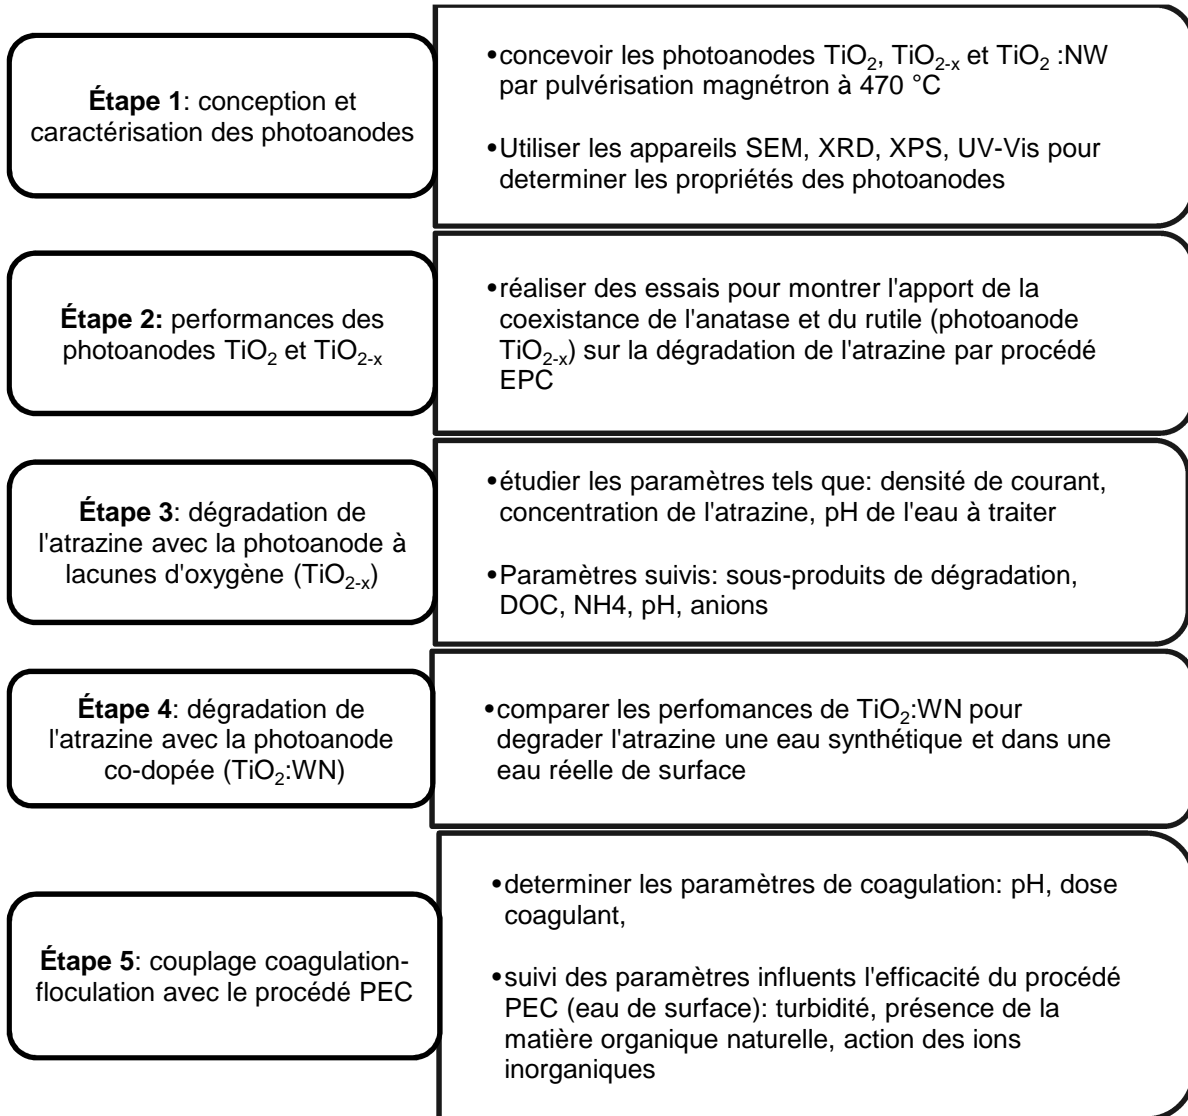 Étape 1: conception et
caractérisation des photoanodes
•concevoir les photoanodes TiO₂, TiO₂₋ₓ et TiO₂ :NW
par pulvérisation magnétron à 470 °C
•Utiliser les appareils SEM, XRD, XPS, UV-Vis pour
determiner les propriétés des photoanodes
Étape 2: performances des
photoanodes TiO₂ et TiO₂₋ₓ
•réaliser des essais pour montrer l'apport de la
coexistance de l'anatase et du rutile (photoanode
TiO₂₋ₓ) sur la dégradation de l'atrazine par procédé
EPC
Étape 3: dégradation de
l'atrazine avec la photoanode à
lacunes d'oxygène (TiO₂₋ₓ)
•étudier les paramètres tels que: densité de courant,
concentration de l'atrazine, pH de l'eau à traiter
•Paramètres suivis: sous-produits de dégradation,
DOC, NH4, pH, anions
Étape 4: dégradation de
l'atrazine avec la photoanode
co-dopée (TiO₂:WN)
•comparer les perfomances de TiO₂:WN pour
degrader l'atrazine une eau synthétique et dans une
eau réelle de surface
Étape 5: couplage coagulation-
floculation avec le procédé PEC
•determiner les paramètres de coagulation: pH, dose
coagulant,
•suivi des paramètres influents l'efficacité du procédé
PEC (eau de surface): turbidité, présence de la
matière organique naturelle, action des ions
inorganiques